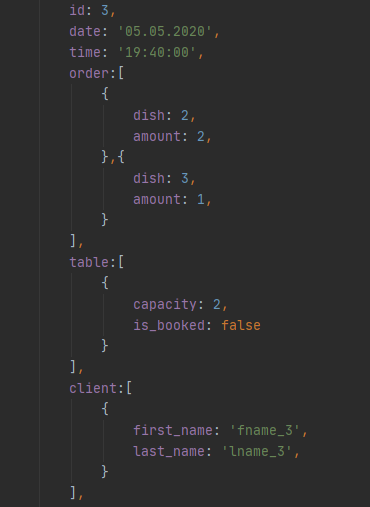 id: 3,
date: '05.05.2020',
time: '19:40:00',
order:[
{
dish: 2,
amount: 2,
},{
dish: 3,
amount: 1,
}
],
table:[
{
capacity: 2,
is_booked: false
}
],
client:[
{
first_name: 'fname_3',
last_name: 'lname_3',
}
],